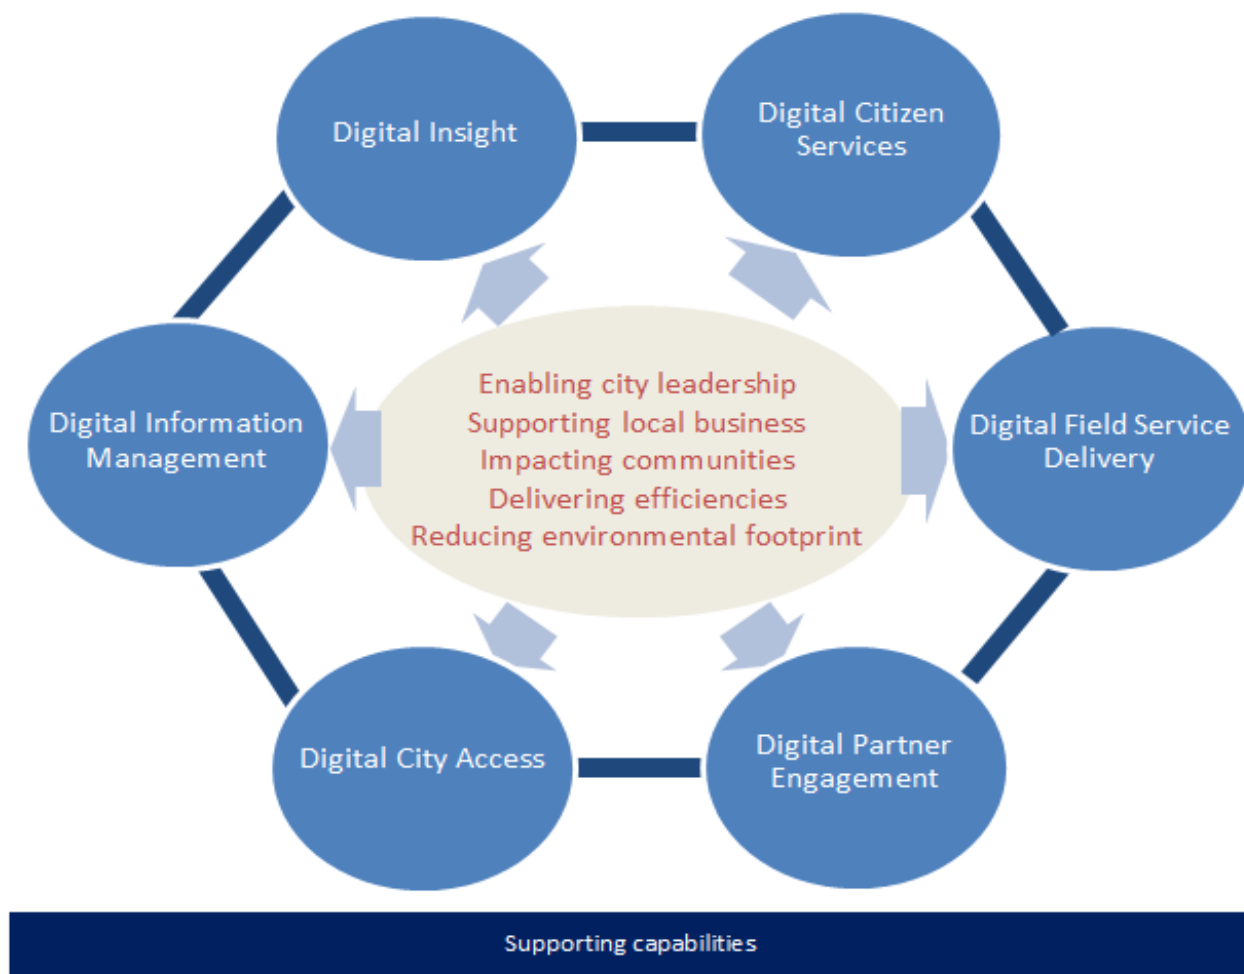 Digital Insight
Digital Citizen
Services
Digital Information
Management
Enabling city leadership
Supporting local business
Impacting communities
Delivering efficiencies
Reducing environmental footprint
Digital Field Service
Delivery
Digital City Access
Digital Partner
Engagement
Supporting capabilities